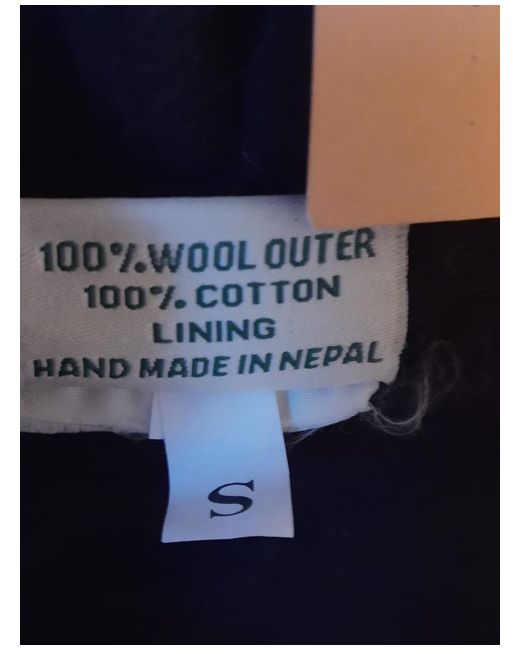 100% WOOL OUTER
100% COTTON
LINING
HAND MADE IN NEPAL
S